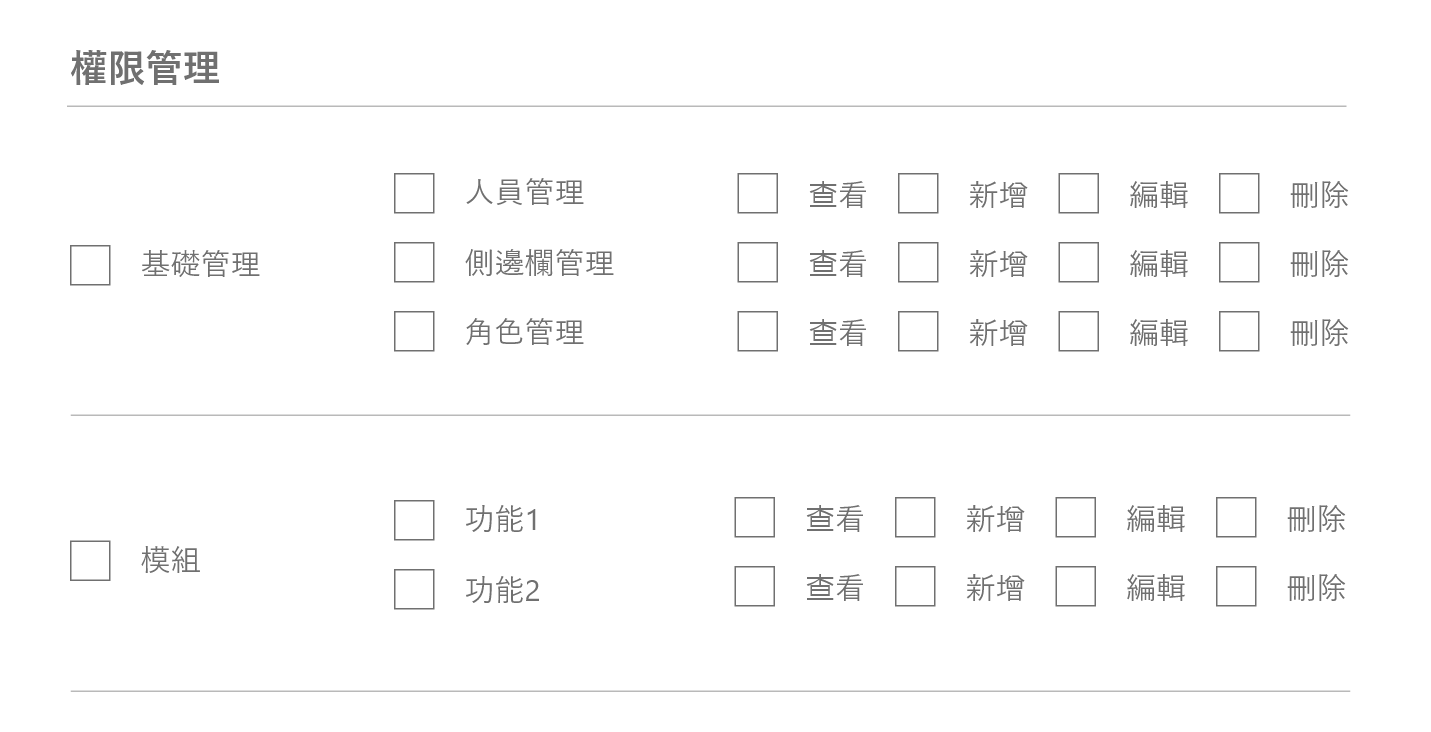 權限管理
人員管理 查看 新增 編輯 刪除
基礎管理 側邊欄管理 查看 新增 編輯 刪除
角色管理 查看 新增 編輯 刪除
功能1 查看 新增 編輯 刪除
模組
功能2 查看 新增 編輯 刪除